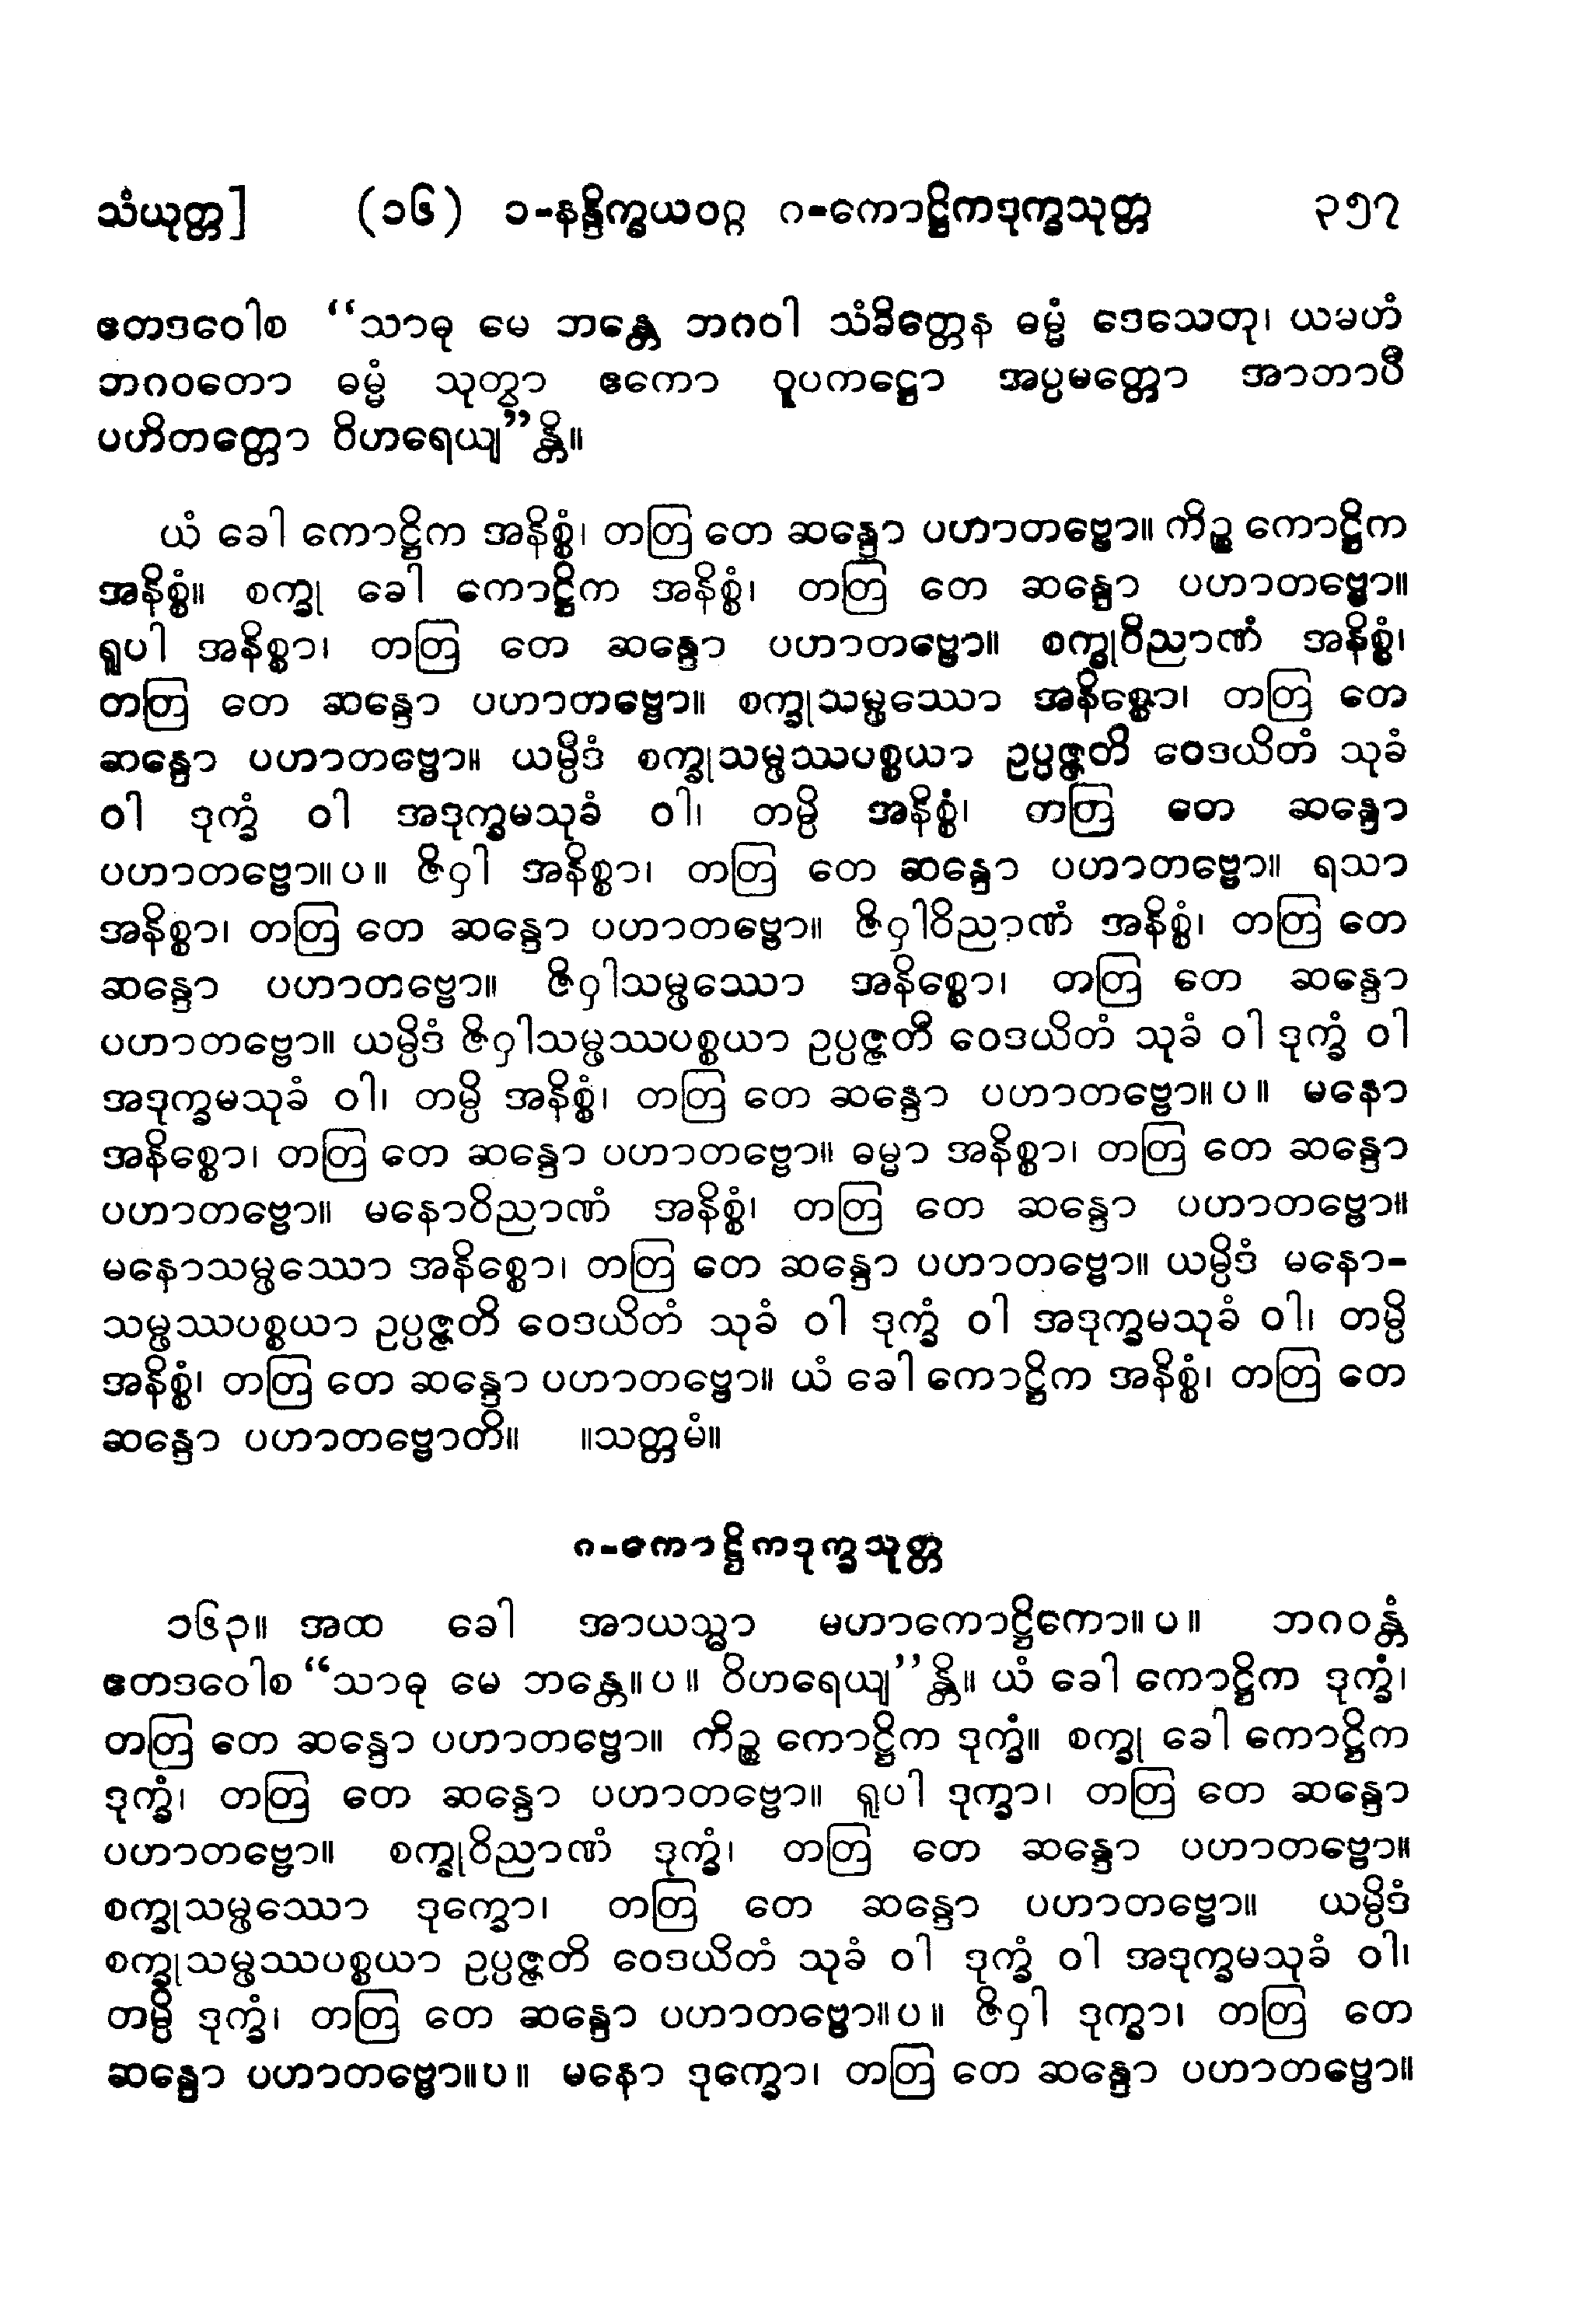 သံယုတ္တ] (၁၆) ၁-နန္ဒိက္ခယဝဂ္ဂ ဂ-ကောဋ္ဌိကဒုက္ခသုတ္တ ၃၅၇
ဧတဒဝေါစ “သာဓု မေ ဘန္တေ ဘဂဝါ သံခိတ္တေန ဓမ္မံ ဒေသေတု၊ ယမဟံ
ဘဂဝတော ဓမ္မံ သုတွာ ဧကော ဝူပကဋ္ဌော အပ္ပမတ္တော အာတာပီ
ပဟိတတ္တော ဝိဟရေယျ”န္တိ။
ယံ ခေါ ကောဋ္ဌိက အနိစ္စံ၊ တတြ တေ ဆန္ဒော ပဟာတဗ္ဗော။ ကိဉ္စ ကောဋ္ဌိက
အနိစ္စံ။ စက္ခု ခေါ ကောဋ္ဌိက အနိစ္စံ၊ တတြ တေ ဆန္ဒော ပဟာတဗ္ဗော။
ရူပါ အနိစ္စာ၊ တတြ တေ ဆန္ဒော ပဟာတဗ္ဗော။ စက္ခုဝိညာဏံ အနိစ္စံ၊
တတြ တေ ဆန္ဒော ပဟာတဗ္ဗော။ စက္ခုသမ္ဖဿော အနိစ္စော၊ တတြ တေ
ဆန္ဒော ပဟာတဗ္ဗော။ ယမ္ပိဒံ စက္ခုသမ္ဖဿပစ္စယာ ဥပ္ပဇ္ဇတိ ဝေဒယိတံ သုခံ
ဝါ ဒုက္ခံ ဝါ အဒုက္ခမသုခံ ဝါ၊ တမ္ပိ အနိစ္စံ၊ တတြ တေ ဆန္ဒော
ပဟာတဗ္ဗော။ပ။ ဇိဝှါ အနိစ္စာ၊ တတြ တေ ဆန္ဒော ပဟာတဗ္ဗော။ ရသာ
အနိစ္စာ၊ တတြ တေ ဆန္ဒော ပဟာတဗ္ဗော။ ဇိဝှါဝိညာဏံ အနိစ္စံ၊ တတြ တေ
ဆန္ဒော ပဟာတဗ္ဗော။ ဇိဝှါသမ္ဖဿော အနိစ္စော၊ တတြ တေ ဆန္ဒော
ပဟာတဗ္ဗော။ ယမ္ပိဒံ ဇိဝှါသမ္ဖဿပစ္စယာ ဥပ္ပဇ္ဇတိ ဝေဒယိတံ သုခံ ဝါ ဒုက္ခံ ဝါ
အဒုက္ခမသုခံ ဝါ၊ တမ္ပိ အနိစ္စံ၊ တတြ တေ ဆန္ဒော ပဟာတဗ္ဗော။ပ။ မနော
အနိစ္စော၊ တတြ တေ ဆန္ဒော ပဟာတဗ္ဗော။ ဓမ္မာ အနိစ္စာ၊ တတြ တေ ဆန္ဒော
ပဟာတဗ္ဗော။ မနောဝိညာဏံ အနိစ္စံ၊ တတြ တေ ဆန္ဒော ပဟာတဗ္ဗော။
မနောသမ္ဖဿော အနိစ္စော၊ တတြ တေ ဆန္ဒော ပဟာတဗ္ဗော။ ယမ္ပိဒံ မနော-
သမ္ဖဿပစ္စယာ ဥပ္ပဇ္ဇတိ ဝေဒယိတံ သုခံ ဝါ ဒုက္ခံ ဝါ အဒုက္ခမသုခံ ဝါ၊ တမ္ပိ
အနိစ္စံ၊ တတြ တေ ဆန္ဒော ပဟာတဗ္ဗော။ ယံ ခေါ ကောဋ္ဌိက အနိစ္စံ၊ တတြ တေ
ဆန္ဒော ပဟာတဗ္ဗောတိ။ ။သတ္တမံ။
ဂ-ကောဋ္ဌိကဒုက္ခသုတ္တ
၁၆၃။ အထ ခေါ အာယသ္မာ မဟာကောဋ္ဌိကော။ပ။ ဘဂဝန္တံ
ဧတဒဝေါစ “သာဓု မေ ဘန္တေ။ပ။ ဝိဟရေယျ”န္တိ။ ယံ ခေါ ကောဋ္ဌိက ဒုက္ခံ၊
တတြ တေ ဆန္ဒော ပဟာတဗ္ဗော။ ကိဉ္စ ကောဋ္ဌိက ဒုက္ခံ။ စက္ခု ခေါ ကောဋ္ဌိက
ဒုက္ခံ၊ တတြ တေ ဆန္ဒော ပဟာတဗ္ဗော။ ရူပါ ဒုက္ခာ၊ တတြ တေ ဆန္ဒော
ပဟာတဗ္ဗော။ စက္ခုဝိညာဏံ ဒုက္ခံ၊ တတြ တေ ဆန္ဒော ပဟာတဗ္ဗော။
စက္ခုသမ္ဖဿော ဒုက္ခော၊ တတြ တေ ဆန္ဒော ပဟာတဗ္ဗော။ ယမ္ပိဒံ
စက္ခုသမ္ဖဿပစ္စယာ ဥပ္ပဇ္ဇတိ ဝေဒယိတံ သုခံ ဝါ ဒုက္ခံ ဝါ အဒုက္ခမသုခံ ဝါ၊
တမ္ပိ ဒုက္ခံ၊ တတြ တေ ဆန္ဒော ပဟာတဗ္ဗော။ပ။ ဇိဝှါ ဒုက္ခာ၊ တတြ တေ
ဆန္ဒော ပဟာတဗ္ဗော။ပ။ မနော ဒုက္ခော၊ တတြ တေ ဆန္ဒော ပဟာတဗ္ဗော။